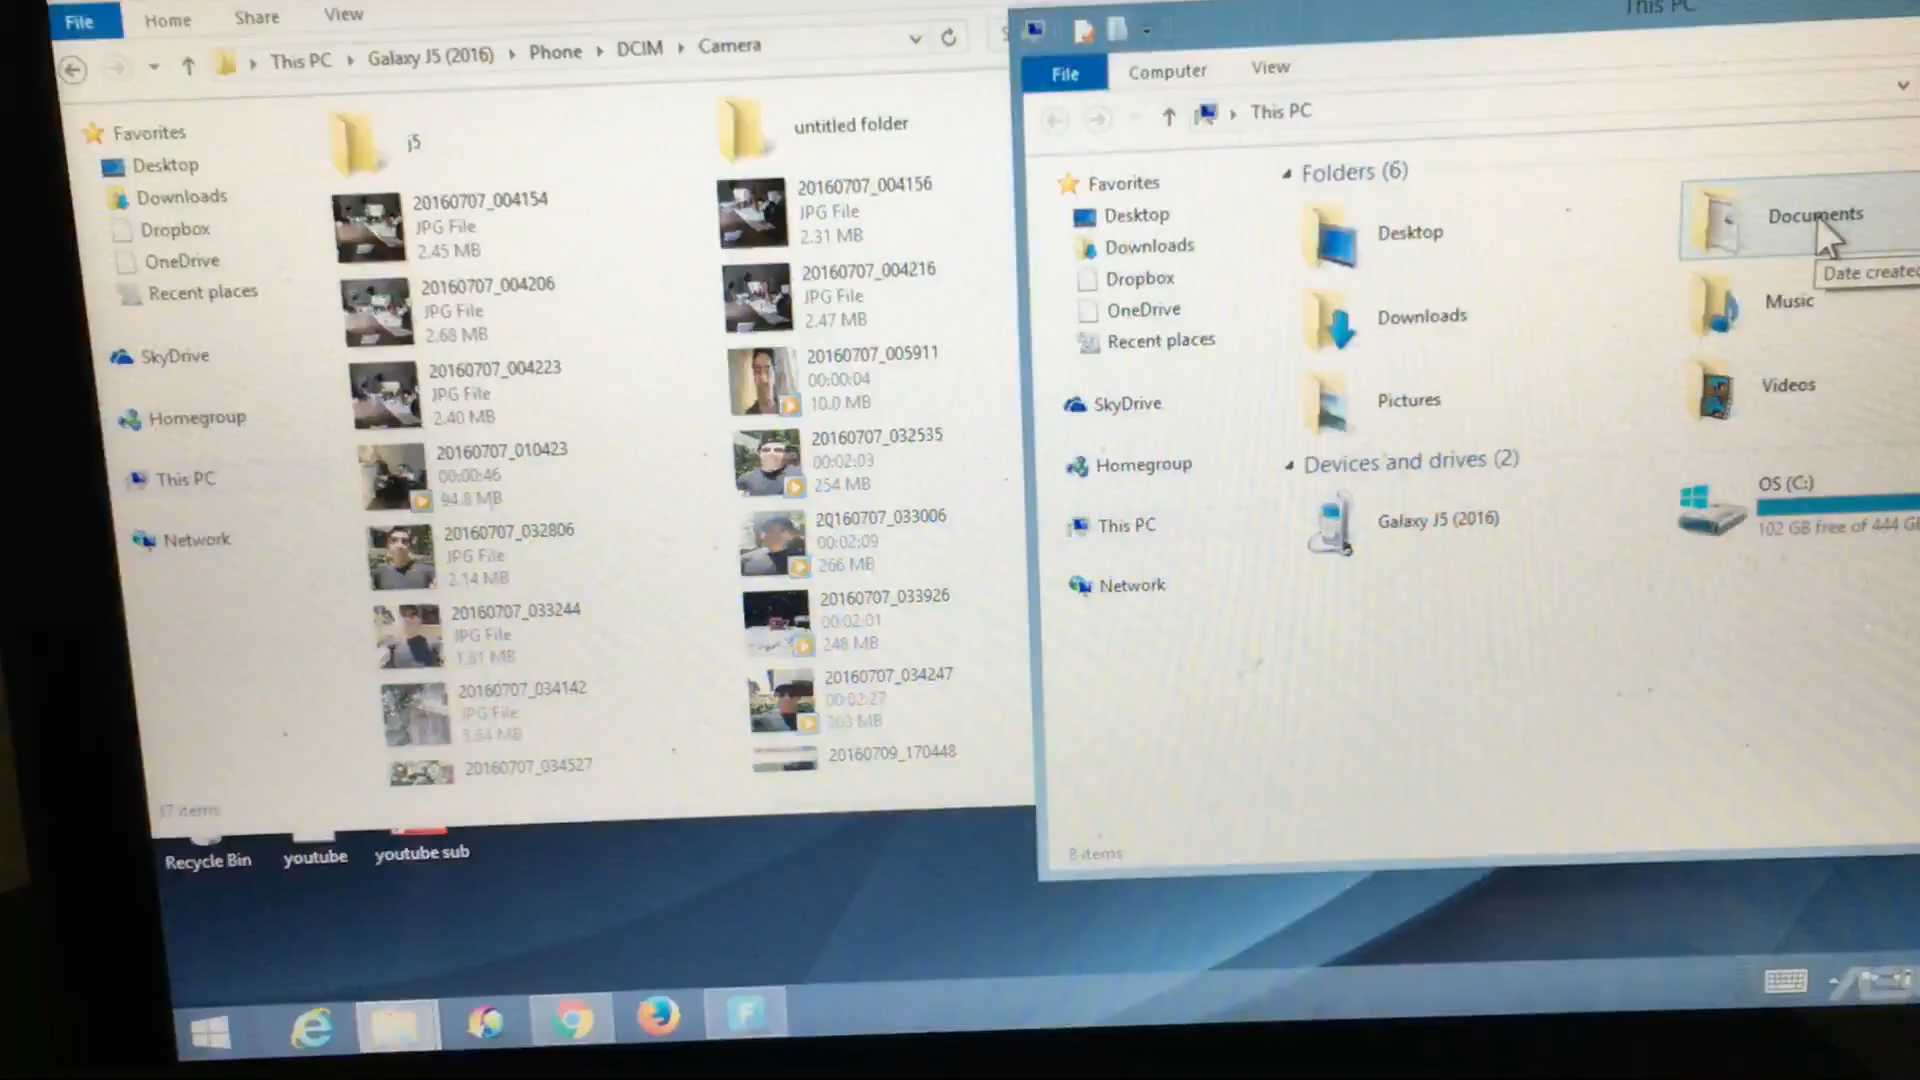 File Home Share View
This PC Galaxy J5 (2016) Phone DCIM Camera
Favorites
Desktop
Downloads
Dropbox
OneDrive
Recent places
SkyDrive
Homegroup
This PC
Network
j5
untitled folder
20160707_004154
JPG File
2.45 MB
20160707_004156
JPG File
2.31 MB
20160707_004206
JPG File
2.68 MB
20160707_004216
JPG File
2.47 MB
20160707_004223
JPG File
2.40 MB
20160707_005911
00:00:04
10.0 MB
20160707_010423
00:00:46
94.8 MB
20160707_032535
00:02:03
254 MB
20160707_032806
JPG File
2.14 MB
20160707_033006
00:02:09
266 MB
20160707_033244
JPG File
1.81 MB
20160707_033926
00:02:01
248 MB
20160707_034142
JPG File
20160707_034247
00:02:27
303 MB
20160707_034527
20160709_170448
37 items
This PC
File Computer View
This PC
Favorites
Desktop
Downloads
Dropbox
OneDrive
Recent places
SkyDrive
Homegroup
This PC
Network
Folders (6)
Desktop
Documents
Date created
Downloads
Music
Pictures
Videos
Devices and drives (2)
Galaxy J5 (2016)
OS (C:)
102 GB free of 444 GB
8 items
Recycle Bin
youtube
youtube sub
F